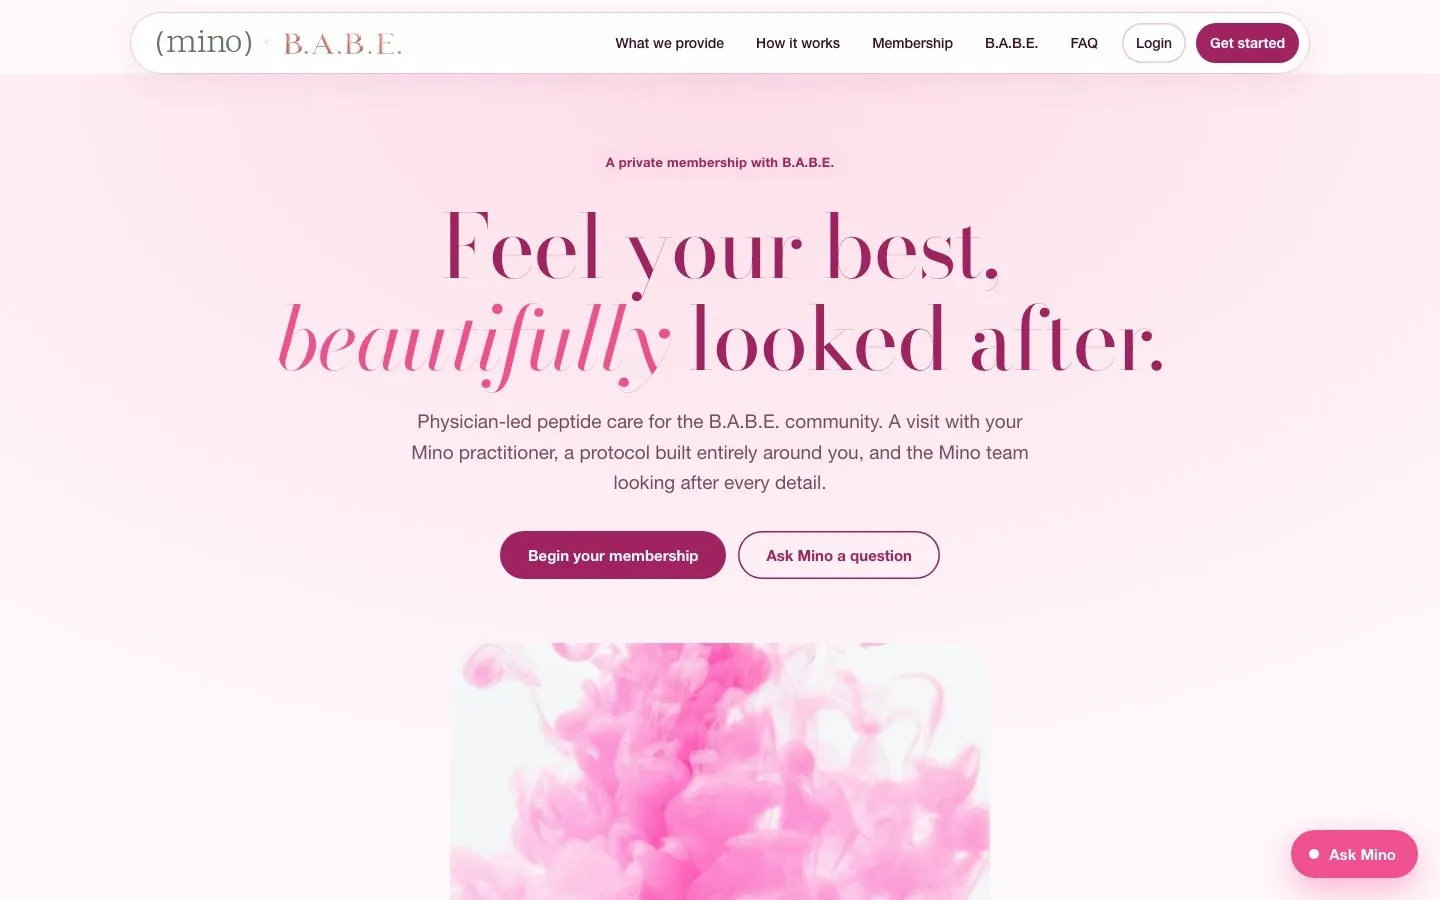 (mino) × B.A.B.E.
What we provide
How it works
Membership
B.A.B.E.
FAQ
Login
Get started
A private membership with B.A.B.E.
Feel your best,
beautifully looked after.
Physician-led peptide care for the B.A.B.E. community. A visit with your
Mino practitioner, a protocol built entirely around you, and the Mino team
looking after every detail.
Begin your membership
Ask Mino a question
Ask Mino